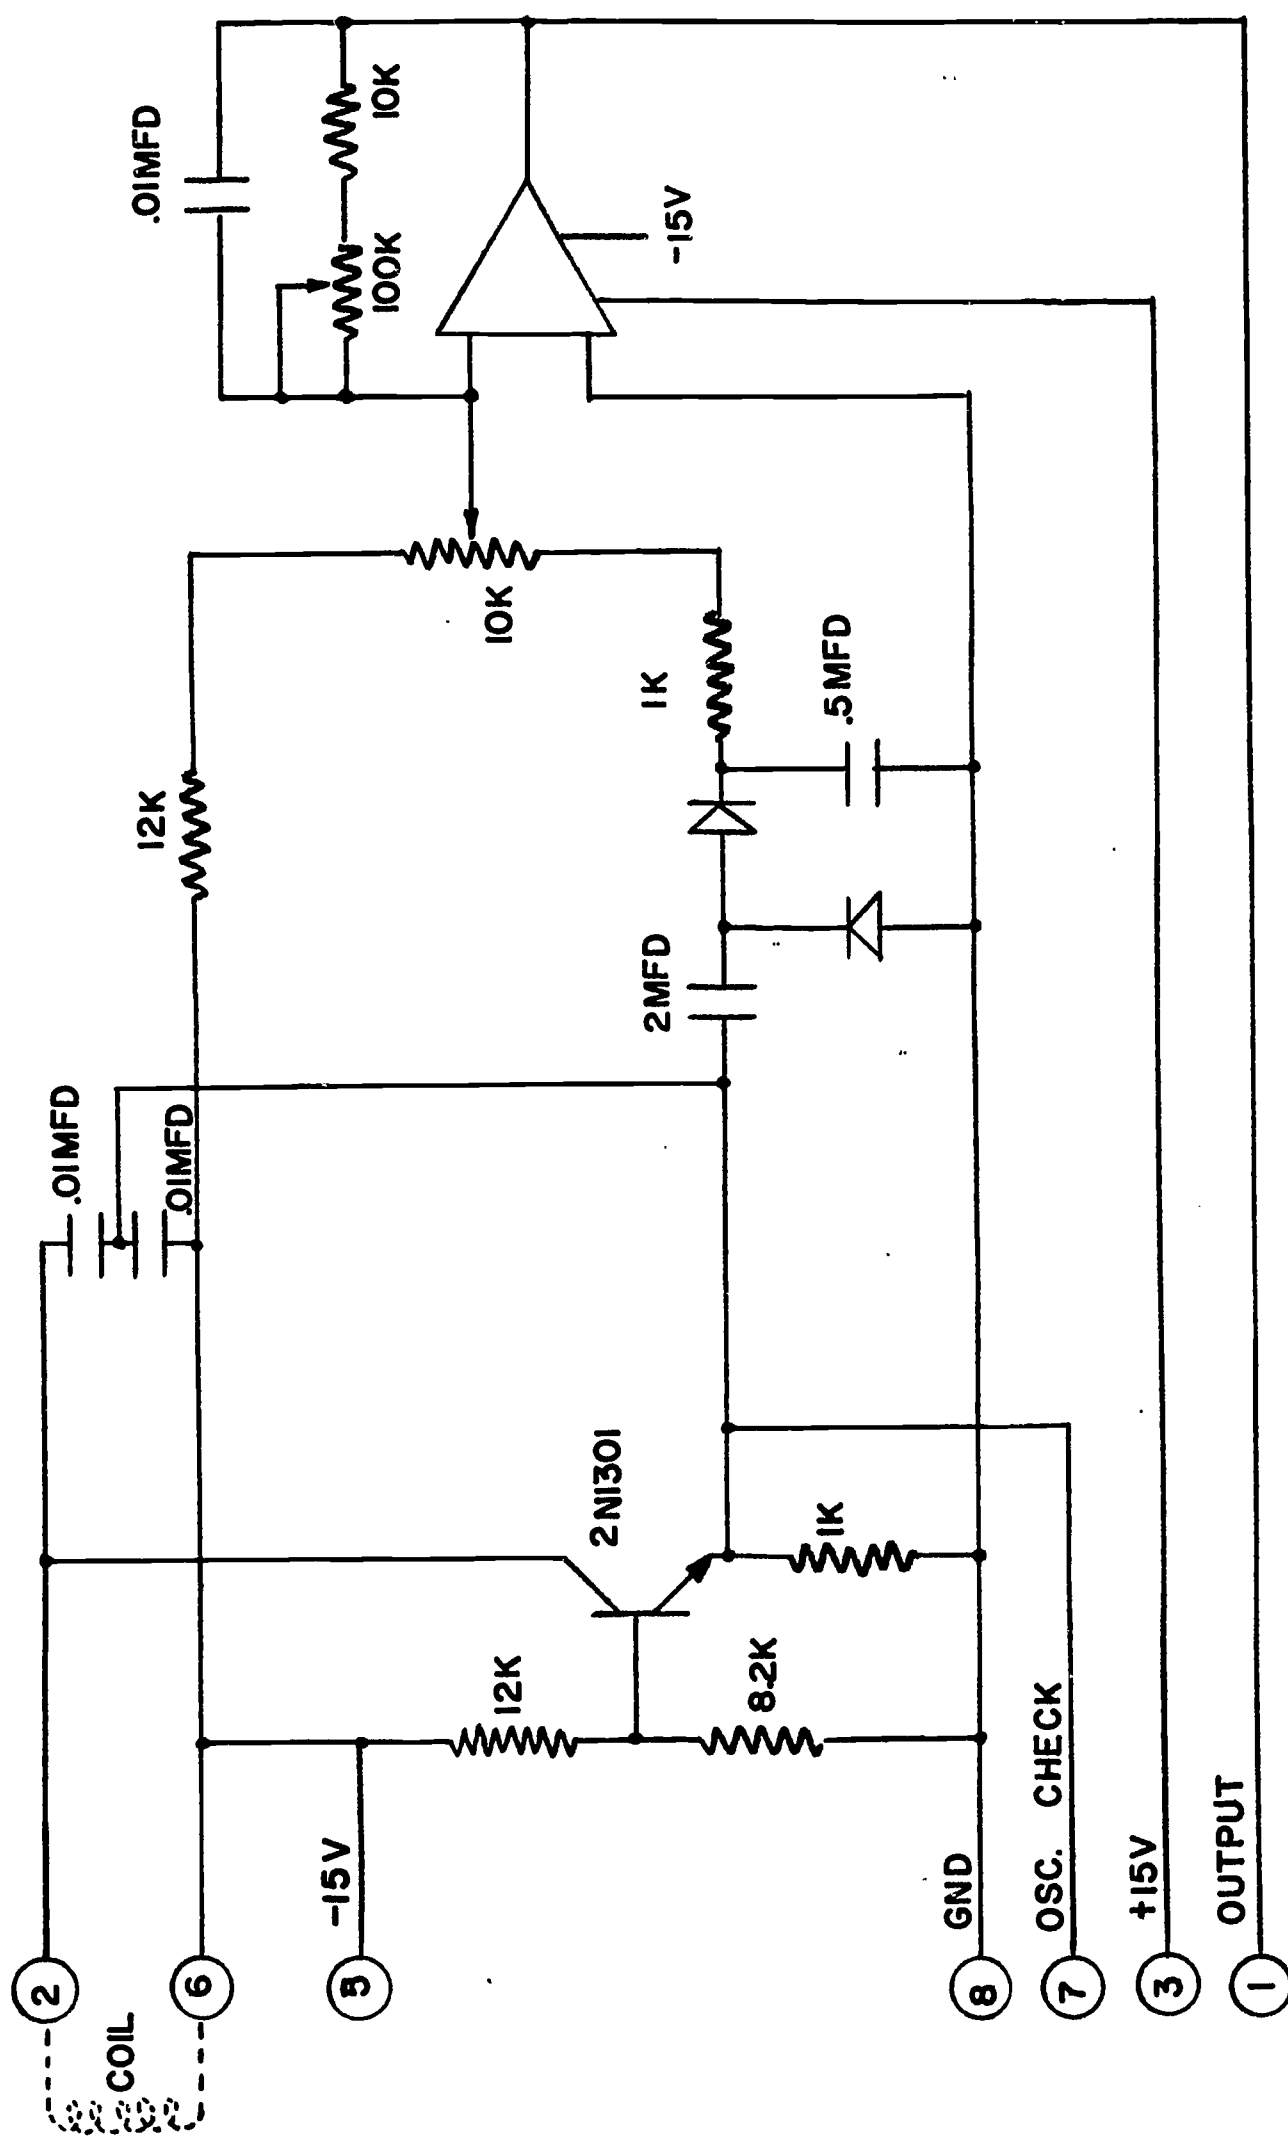 COIL
2
6
5
8
7
3
1
-15V
GND
OSC. CHECK
+15V
OUTPUT
12K
8.2K
2N1301
1K
.01MFD
.01MFD
2MFD
12K
1K
.5MFD
10K
.01MFD
100K
10K
-15V